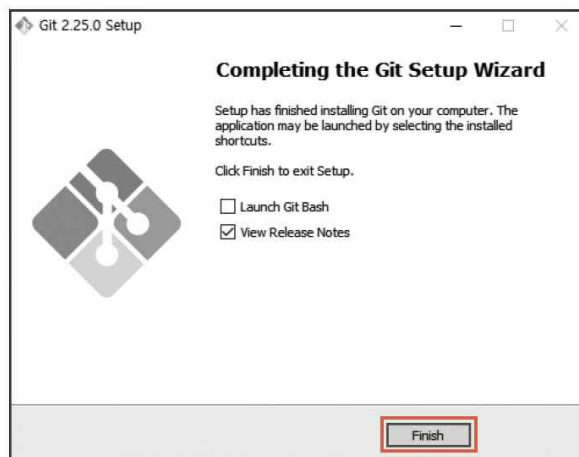 Git 2.25.0 Setup
Completing the Git Setup Wizard
Setup has finished installing Git on your computer. The
application may be launched by selecting the installed
shortcuts.
Click Finish to exit Setup.
Launch Git Bash
View Release Notes
Finish